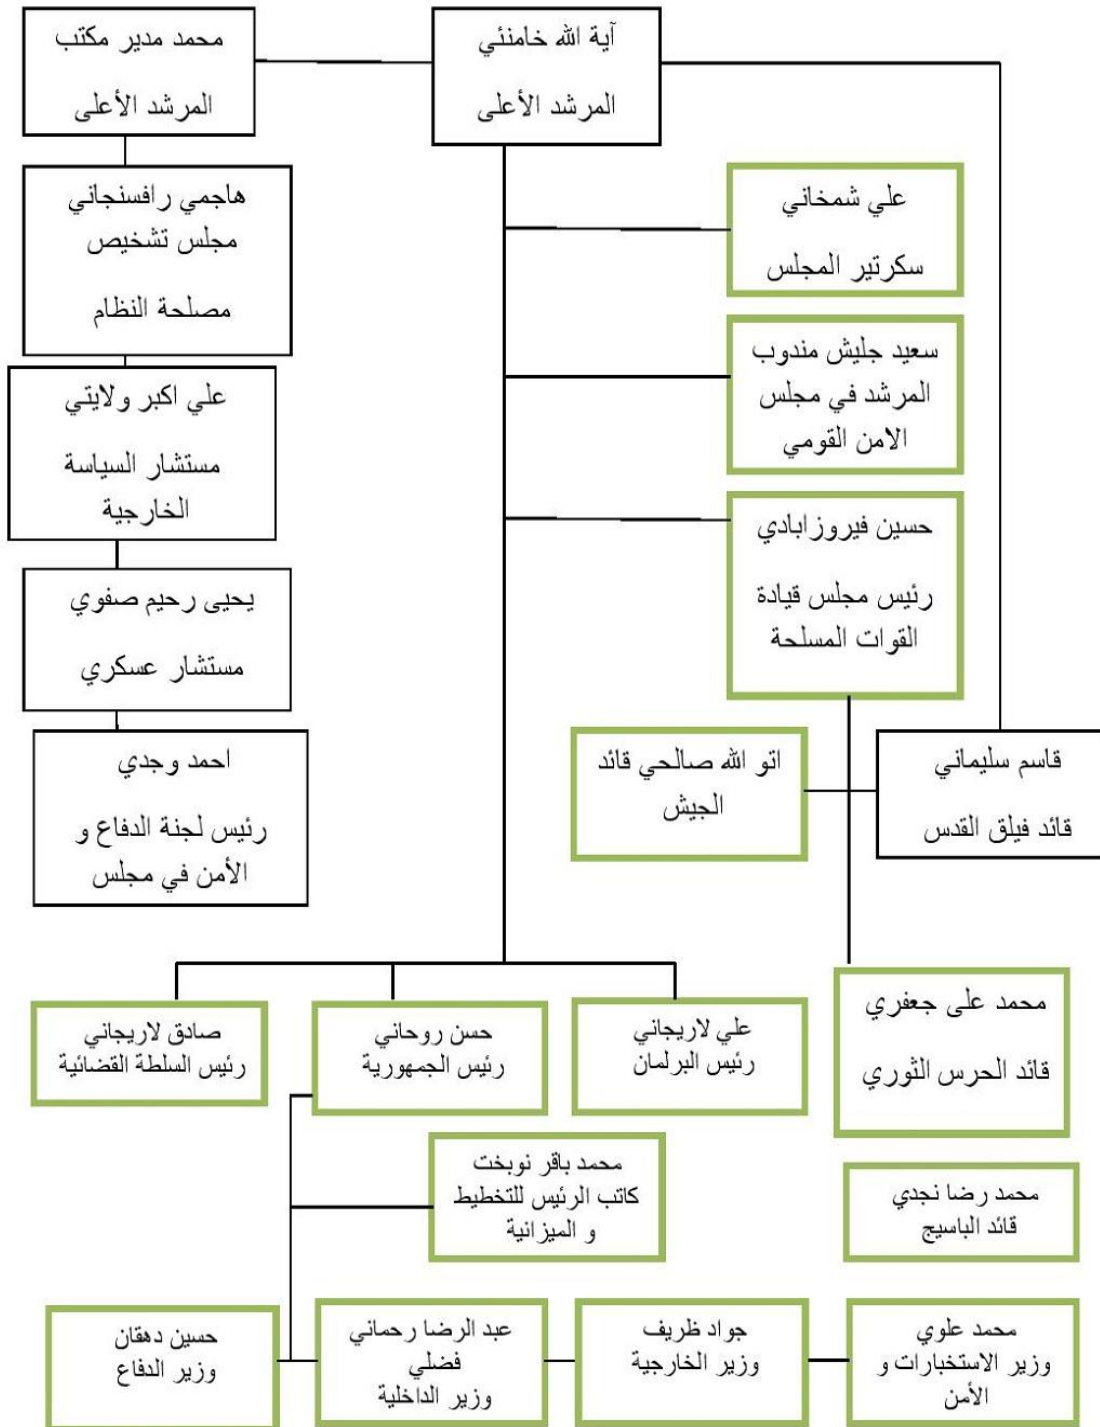 آية الله خامنئي
المرشد الأعلى
محمد مدير مكتب
المرشد الأعلى
هاجمي رافسنجاني
مجلس تشخيص
مصلحة النظام
علي اكبر ولايتي
مستشار السياسة
الخارجية
يحيى رحيم صفوي
مستشار عسكري
احمد وجدي
رئيس لجنة الدفاع و
الأمن في مجلس
علي شمخاني
سكرتير المجلس
سعيد جليش مندوب
المرشد في مجلس
الامن القومي
حسين فيروزابادي
رئيس مجلس قيادة
القوات المسلحة
قاسم سليماني
قائد فيلق القدس
اتو الله صالحي قائد
الجيش
محمد على جعفري
قائد الحرس الثوري
محمد رضا نجدي
قائد الباسيج
علي لاريجاني
رئيس البرلمان
حسن روحاني
رئيس الجمهورية
صادق لاريجاني
رئيس السلطة القضائية
محمد باقر نوبخت
كاتب الرئيس للتخطيط
و الميزانية
محمد علوي
وزير الاستخبارات و
الأمن
جواد ظريف
وزير الخارجية
عبد الرضا رحماني
فضلي
وزير الداخلية
حسين دهقان
وزير الدفاع